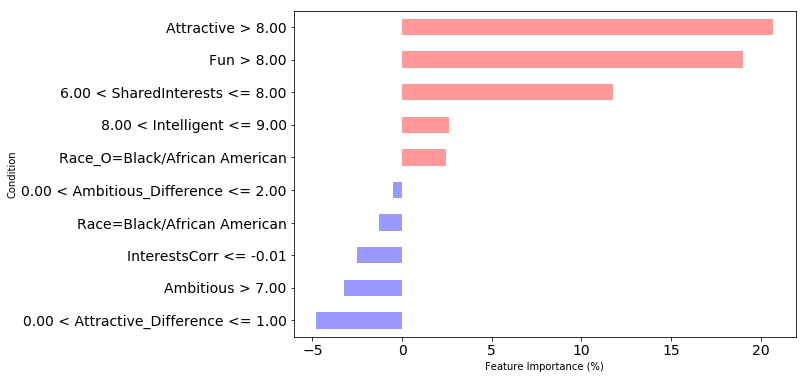 Attractive > 8.00
Fun > 8.00
6.00 < SharedInterests <= 8.00
8.00 < Intelligent <= 9.00
Race_O=Black/African American
0.00 < Ambitious_Difference <= 2.00
Race=Black/African American
InterestsCorr <= -0.01
Ambitious > 7.00
0.00 < Attractive_Difference <= 1.00
Condition
−5 0 5 10 15 20
Feature Importance (%)